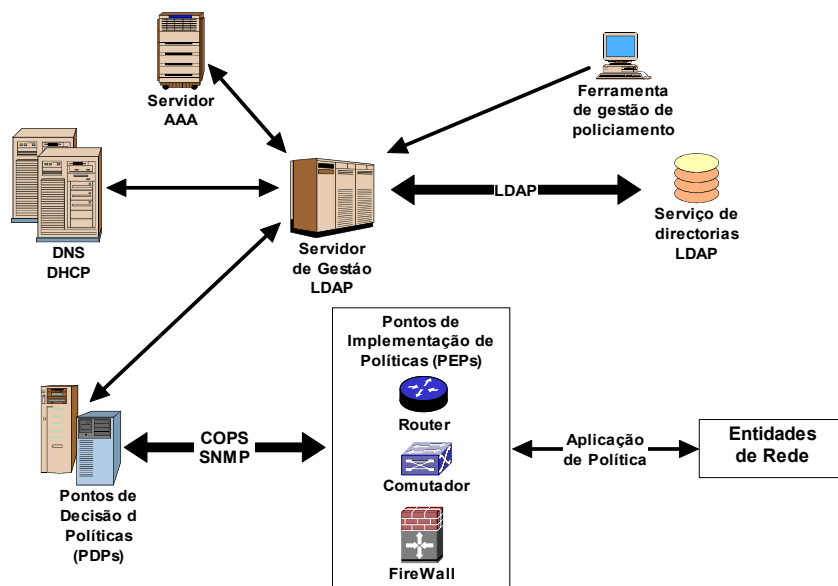 Servidor
AAA
Ferramenta
de gestão de
policiamento
DNS
DHCP
Servidor
de Gestão
LDAP
LDAP
Serviço de
directorias
LDAP
Pontos de
Implementação de
Políticas (PEPs)
Router
Comutador
FireWall
COPS
SNMP
Pontos de
Decisão d
Políticas
(PDPs)
Aplicação
de Política
Entidades
de Rede